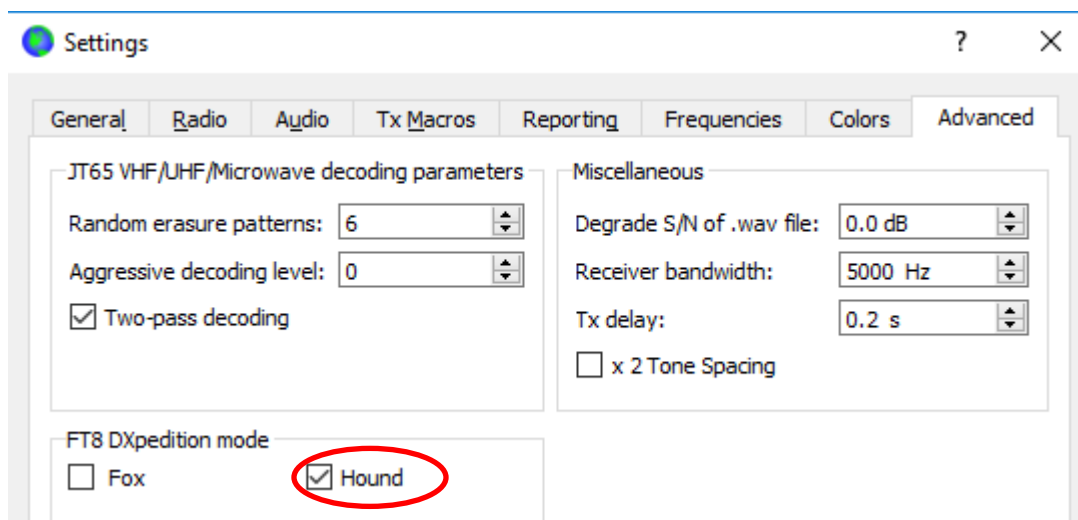 Settings
?
General Radio Audio Tx Macros Reporting Frequencies Colors Advanced
JT65 VHF/UHF/Microwave decoding parameters
Random erasure patterns: 6
Aggressive decoding level: 0
Two-pass decoding
Miscellaneous
Degrade S/N of .wav file: 0.0 dB
Receiver bandwidth: 5000 Hz
Tx delay: 0.2 s
x 2 Tone Spacing
FT8 DXpedition mode
Fox Hound